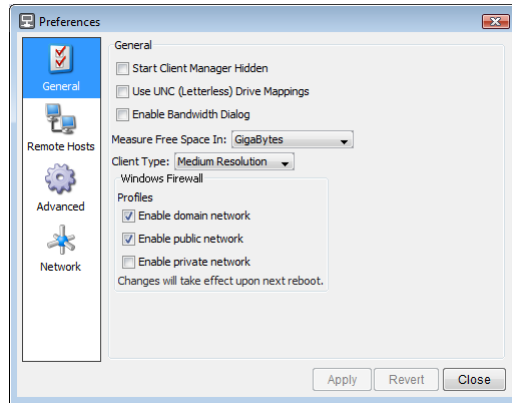 Preferences
General
Remote Hosts
Advanced
Network
General
Start Client Manager Hidden
Use UNC (Letterless) Drive Mappings
Enable Bandwidth Dialog
Measure Free Space In: GigaBytes
Client Type: Medium Resolution
Windows Firewall
Profiles
Enable domain network
Enable public network
Enable private network
Changes will take effect upon next reboot.
Apply Revert Close